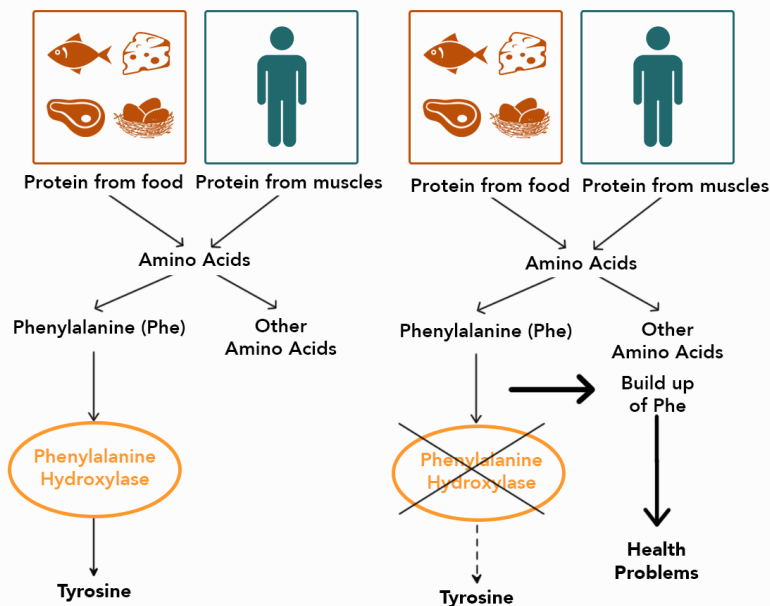 Protein from food
Protein from muscles
Amino Acids
Phenylalanine (Phe)
Other
Amino Acids
Phenylalanine
Hydroxylase
Tyrosine
Protein from food
Protein from muscles
Amino Acids
Phenylalanine (Phe)
Other
Amino Acids
Build up
of Phe
Phenylalanine
Hydroxylase
Health
Problems
Tyrosine